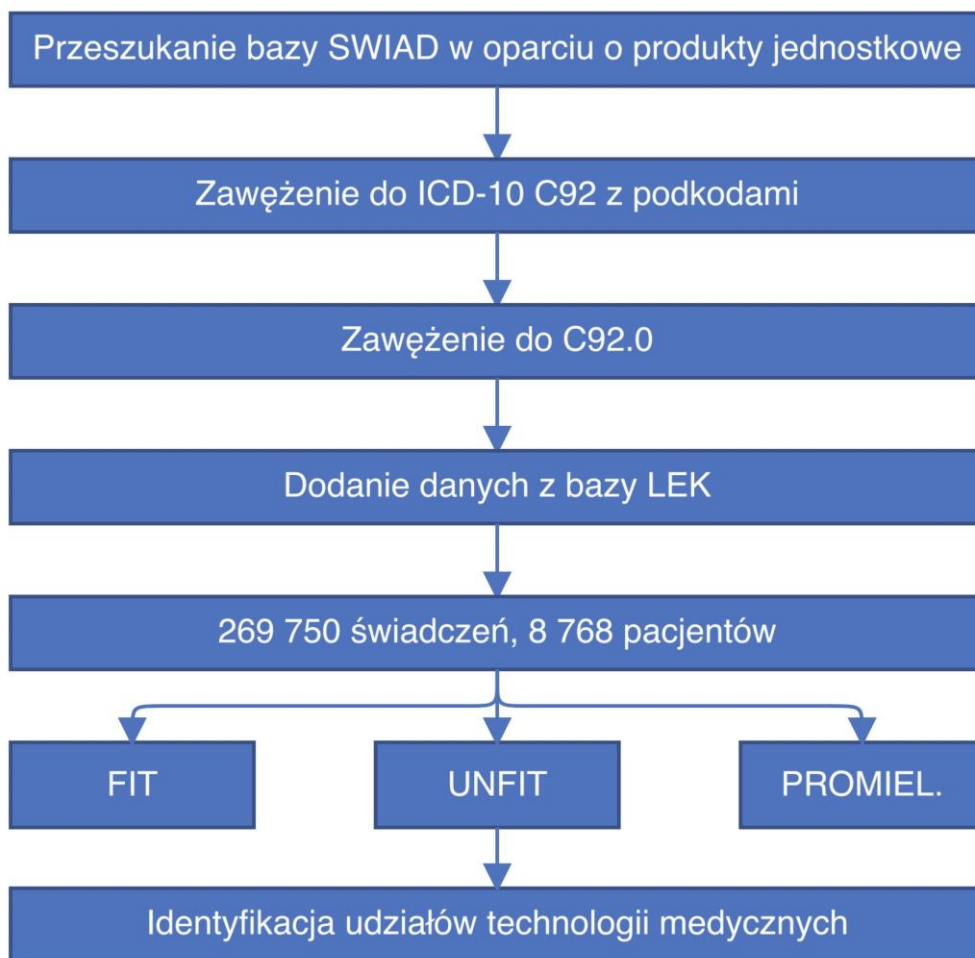 Przeszukanie bazy SWIAD w oparciu o produkty jednostkowe
Zawężenie do ICD-10 C92 z podkodami
Zawężenie do C92.0
Dodanie danych z bazy LEK
269 750 świadczeń, 8 768 pacjentów
FIT
UNFIT
PROMIEL.
Identyfikacja udziałów technologii medycznych